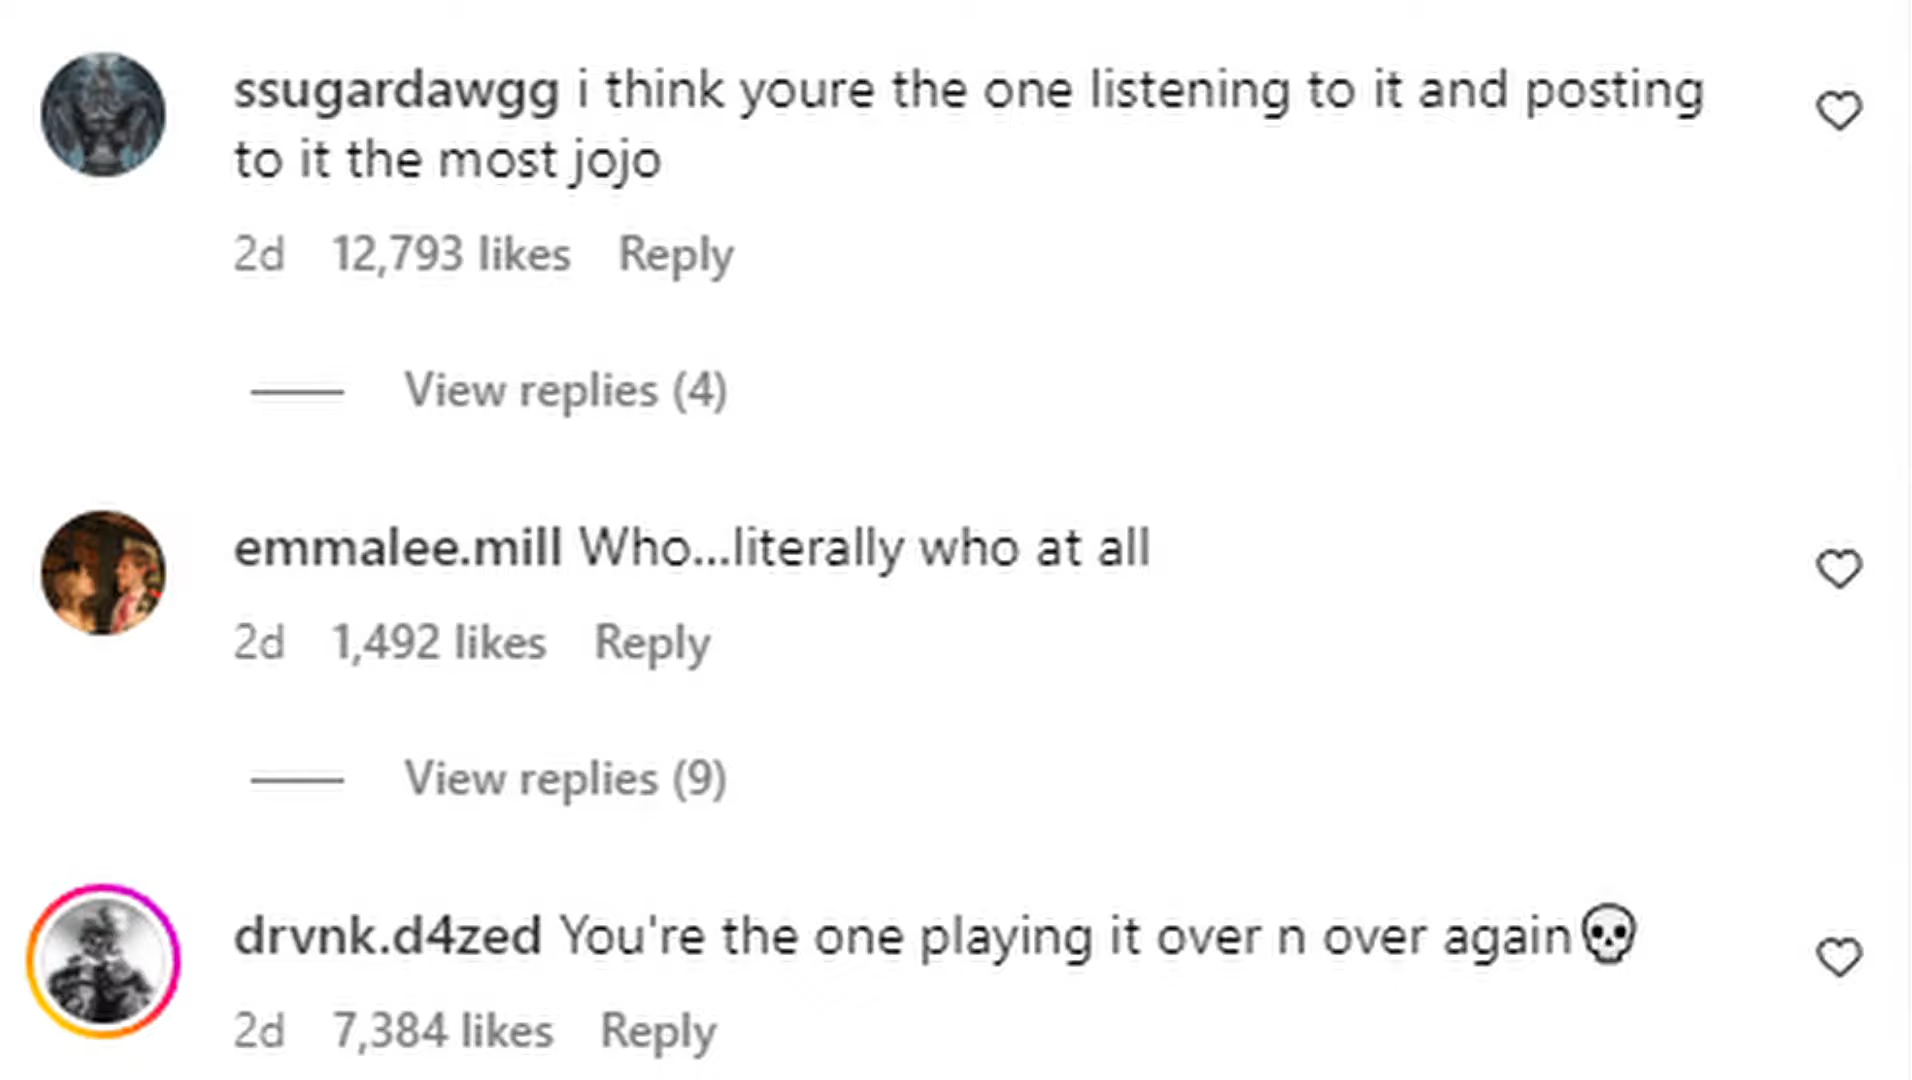 ssugardawgg i think youre the one listening to it and posting
to it the most jojo
2d 12,793 likes Reply
View replies (4)
emmalee.mill Who...literally who at all
2d 1,492 likes Reply
View replies (9)
drvnk.d4zed You're the one playing it over n over again💀
2d 7,384 likes Reply